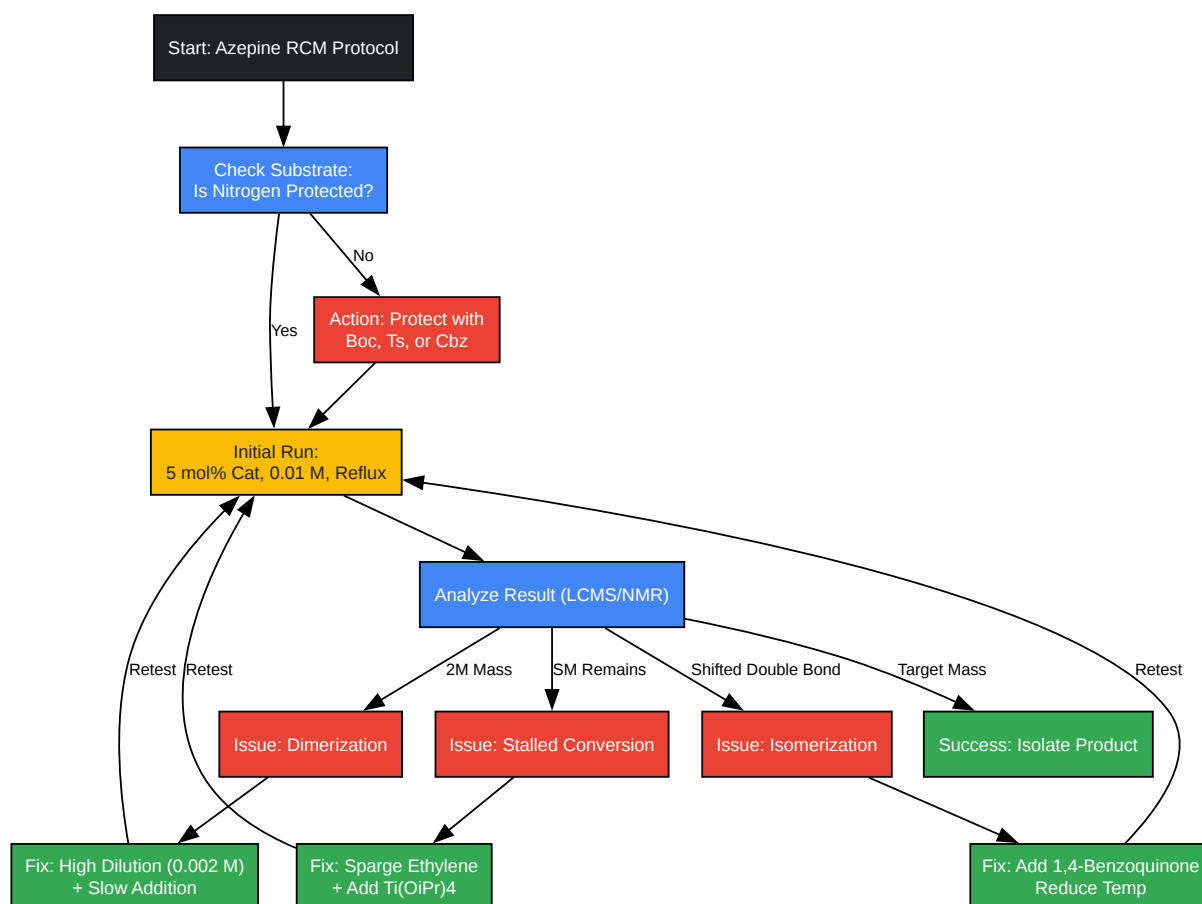 Start: Azepine RCM Protocol
Check Substrate:
Is Nitrogen Protected?
No
Yes
Action: Protect with
Boc, Ts, or Cbz
Initial Run:
5 mol% Cat, 0.01 M, Reflux
Analyze Result (LCMS/NMR)
Retest
Retest
2M Mass
SM Remains
Shifted Double Bond
Target Mass
Retest
Issue: Dimerization
Issue: Stalled Conversion
Issue: Isomerization
Success: Isolate Product
Fix: High Dilution (0.002 M)
+ Slow Addition
Fix: Sparge Ethylene
+ Add Ti(OiPr)4
Fix: Add 1,4-Benzoquinone
Reduce Temp